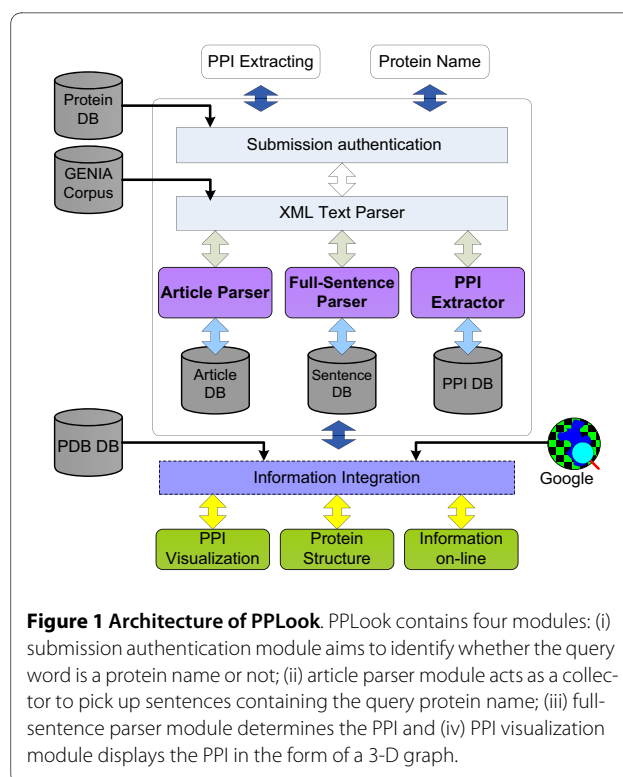 PPI Extracting
Protein Name
Protein
DB
Submission authentication
GENIA
Corpus
XML Text Parser
Article Parser
Full-Sentence
Parser
PPI
Extractor
Article
DB
Sentence
DB
PPI DB
PDB DB
Google
Information Integration
PPI
Visualization
Protein
Structure
Information
on-line
Figure 1 Architecture of PPLook. PPLook contains four modules: (i)
submission authentication module aims to identify whether the query
word is a protein name or not; (ii) article parser module acts as a collec-
tor to pick up sentences containing the query protein name; (iii) full-
sentence parser module determines the PPI and (iv) PPI visualization
module displays the PPI in the form of a 3-D graph.